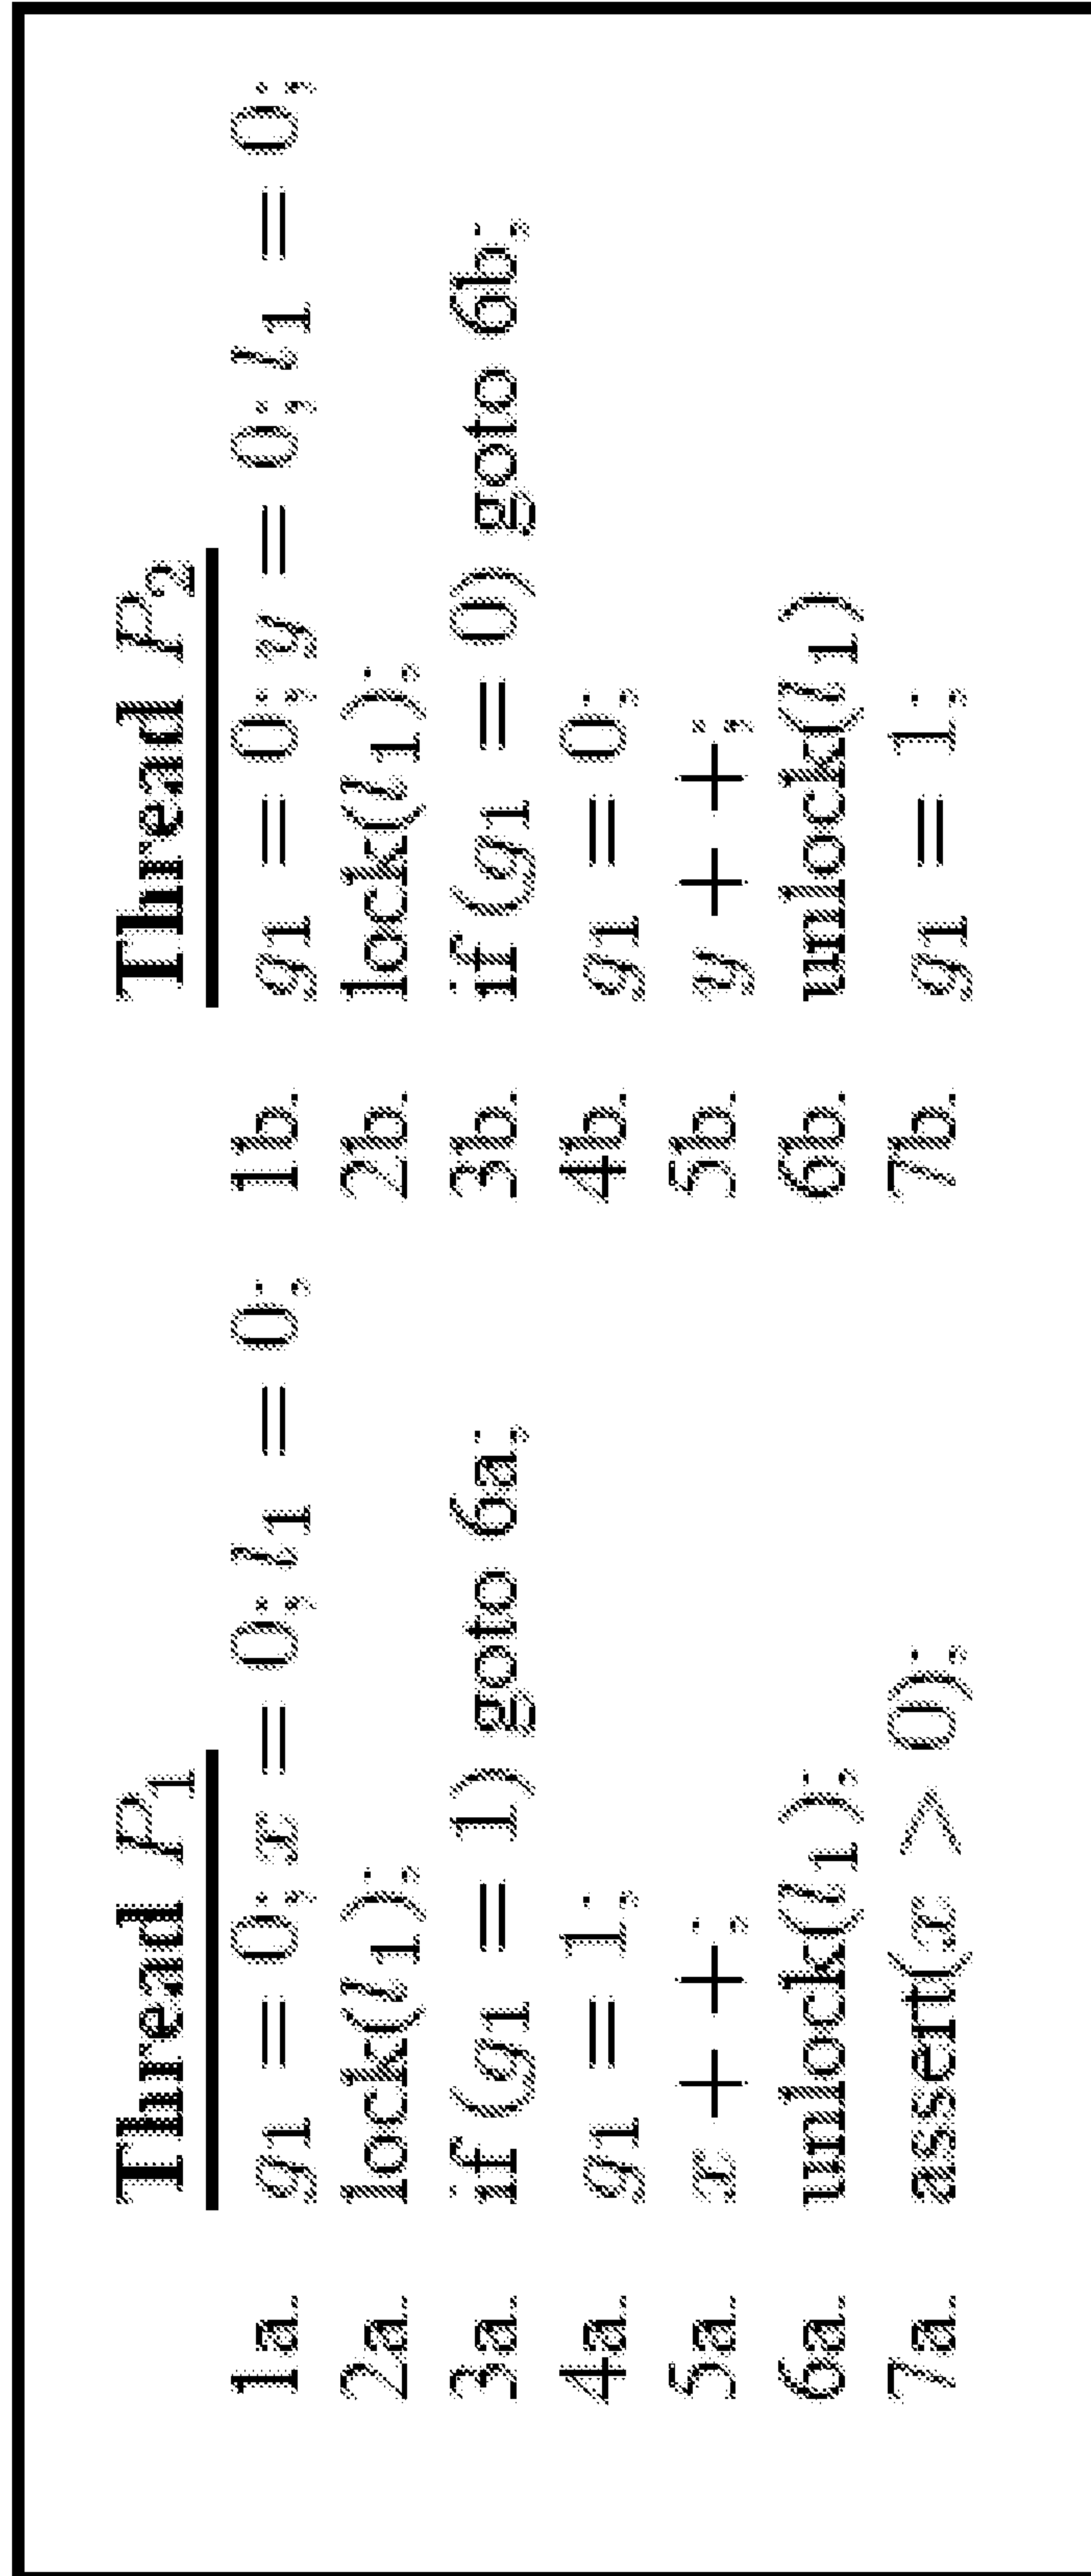 Thread P₁
1a. g₁ = 0; x = 0; l₁ = 0;
2a. lock(l₁);
3a. if (g₁ = 1) goto 6a;
4a. g₁ = 1;
5a. x + +;
6a. unlock(l₁);
7a. assert(x > 0);
Thread P₂
1b. g₁ = 0; y = 0; l₁ = 0;
2b. lock(l₁);
3b. if (g₁ = 0) goto 6b;
4b. g₁ = 0;
5b. y + +;
6b. unlock(l₁)
7b. g₁ = 1;